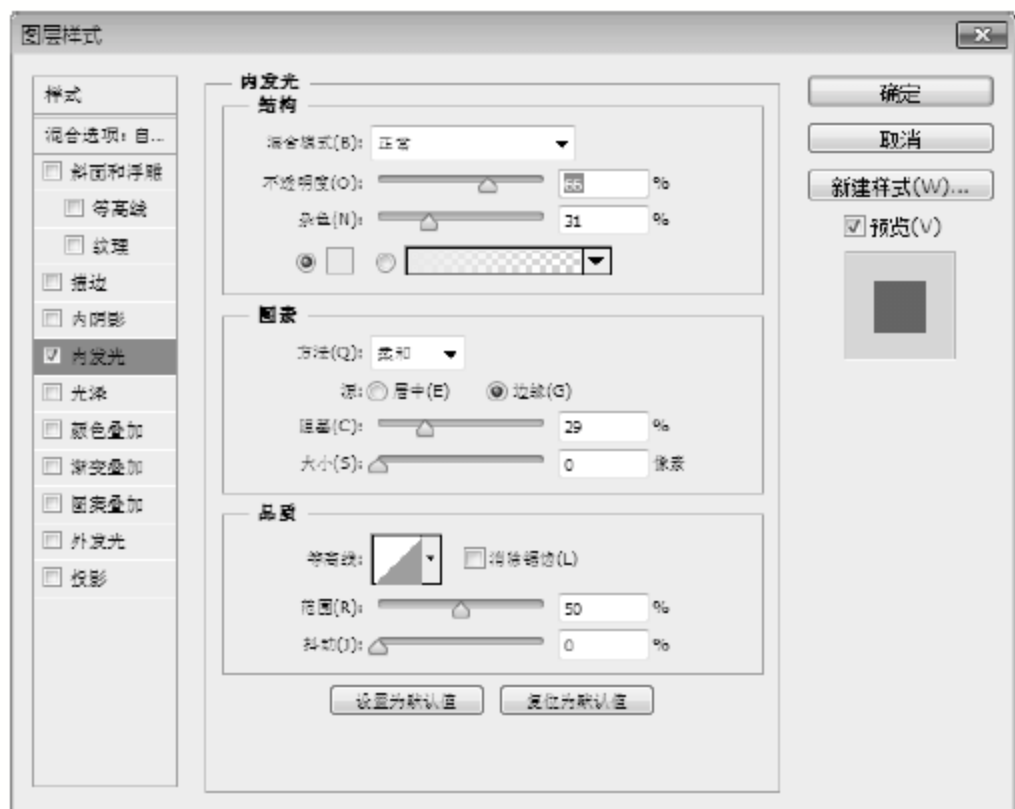 图层样式
样式
混合选项: 自...
斜面和浮雕
等高线
纹理
描边
内阴影
内发光
光泽
颜色叠加
渐变叠加
图案叠加
外发光
投影
内发光
结构
混合模式(B): 正常
不透明度(O): 66 %
杂色(N): 31 %
图素
方法(Q): 柔和
源: 居中(E) 边缘(G)
阻塞(C): 29 %
大小(S): 0 像素
品质
等高线: 消除锯齿(L)
范围(R): 50 %
抖动(J): 0 %
设置为默认值 复位为默认值
确定
取消
新建样式(W)...
预览(V)